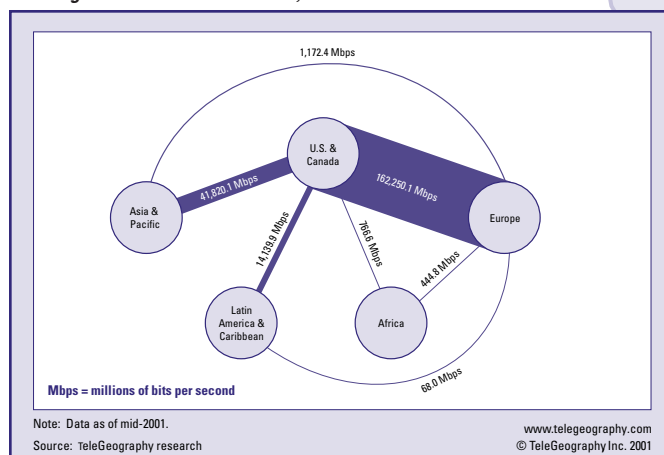 1,172.4 Mbps
U.S. &
Canada
41,820.1 Mbps
162,250.1 Mbps
Asia &
Pacific
Europe
14,139.9 Mbps
766.6 Mbps
444.8 Mbps
Latin
America &
Caribbean
Africa
68.0 Mbps
Mbps = millions of bits per second
Note: Data as of mid-2001.
Source: TeleGeography research
www.telegeography.com
© TeleGeography Inc. 2001